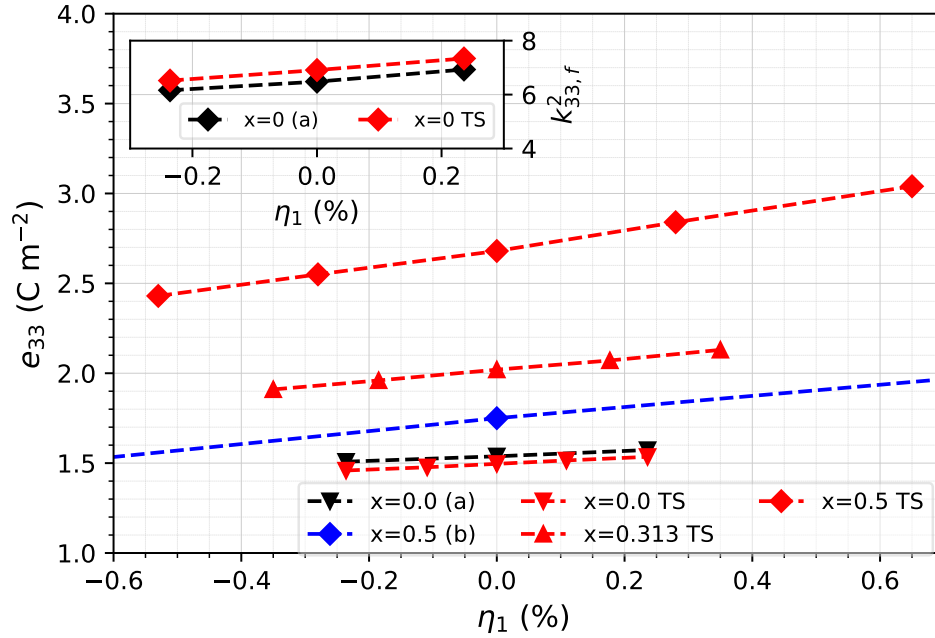 4.0
3.5
3.0
2.5
2.0
1.5
1.0
e₃₃ (C m⁻²)
−0.6 −0.4 −0.2 0.0 0.2 0.4 0.6
η₁ (%)
8
6
4
k²₃₃,f
x=0 (a) x=0 TS
−0.2 0.0 0.2
η₁ (%)
x=0.0 (a) x=0.0 TS x=0.5 TS
x=0.5 (b) x=0.313 TS